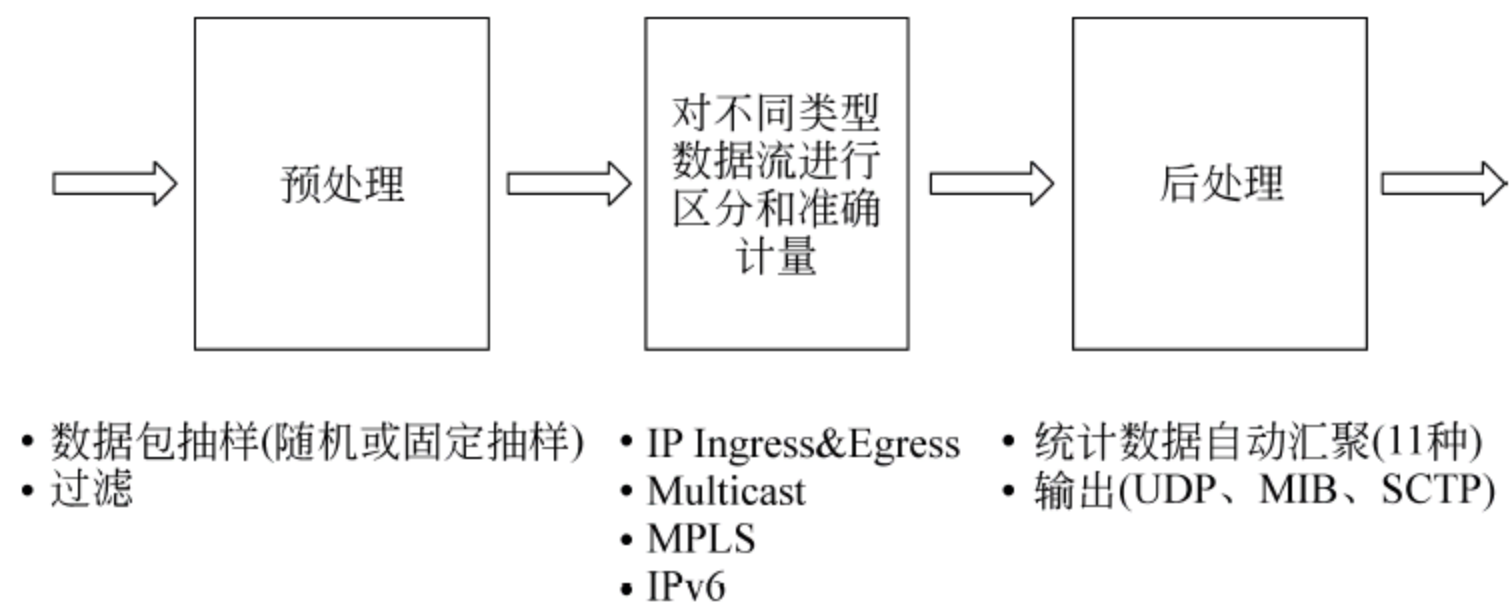 预处理
对不同类型
数据流进行
区分和准确
计量
后处理
• 数据包抽样(随机或固定抽样)
• 过滤
• IP Ingress&Egress
• Multicast
• MPLS
• IPv6
• 统计数据自动汇聚(11种)
• 输出(UDP、MIB、SCTP)